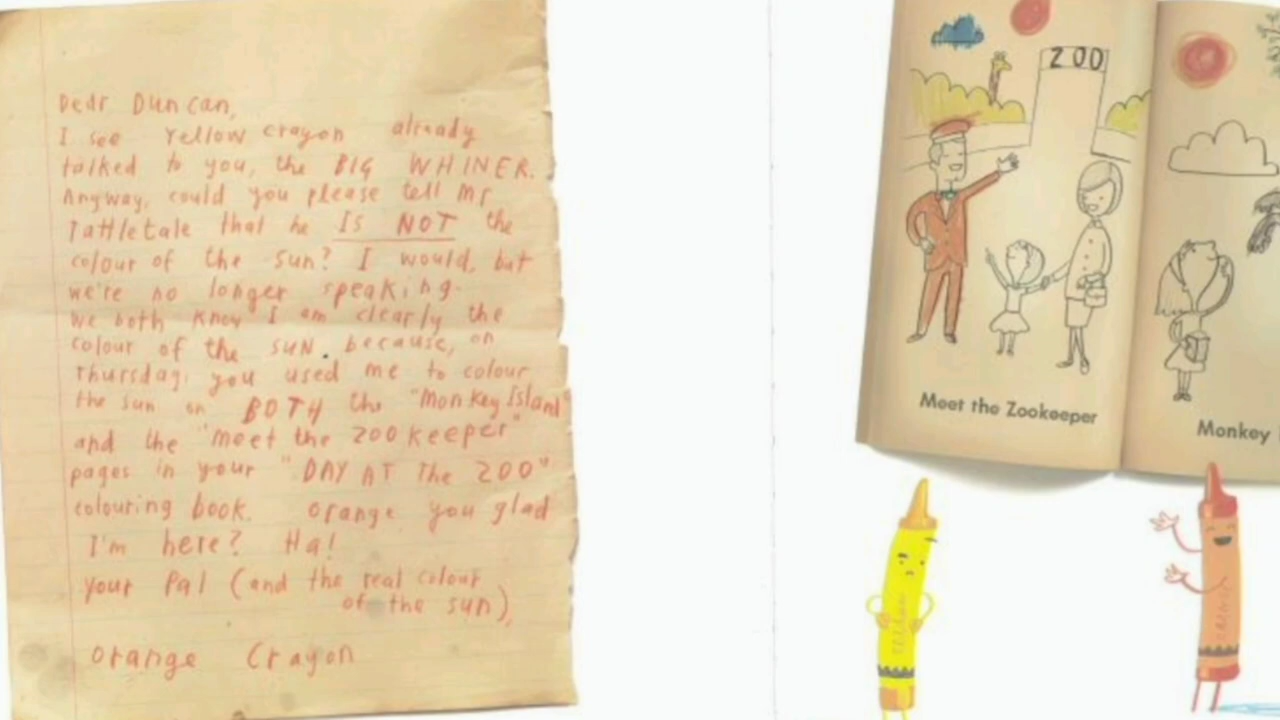 Dear Duncan,
I see Yellow crayon already
talked to you, the BIG WHINER.
Anyway, could you please tell Mr
Tattletale that he IS NOT the
colour of the sun? I would, but
we're no longer speaking.
We both know I am clearly the
colour of the sun. because, on
Thursday, you used me to colour
the sun on BOTH the "Monkey Island"
and the "meet the zookeeper"
pages in your "DAY AT The ZOO"
colouring book. Orange you glad
I'm here? Ha!
Your Pal (and the real colour
of the sun),
Orange Crayon
ZOO
Meet the Zookeeper
Monkey